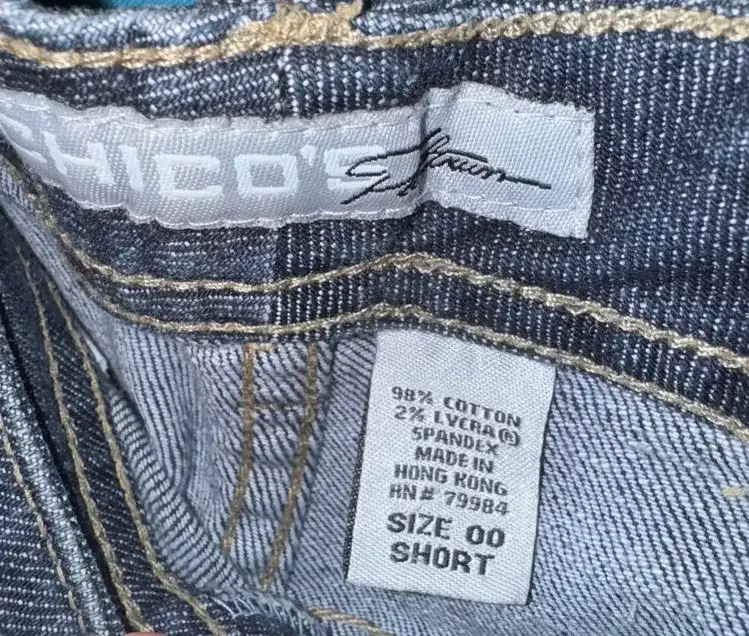 CHICO'S
98% COTTON
2% LYCRA®
SPANDEX
MADE IN
HONG KONG
RN# 79984
SIZE 00
SHORT